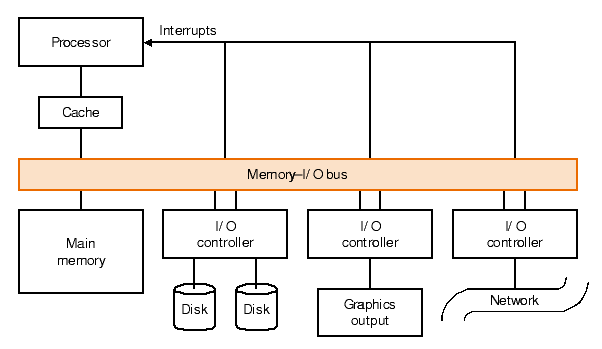 Processor
Interrupts
Cache
Memory–I/O bus
Main
memory
I/O
controller
I/O
controller
I/O
controller
Disk
Disk
Graphics
output
Network